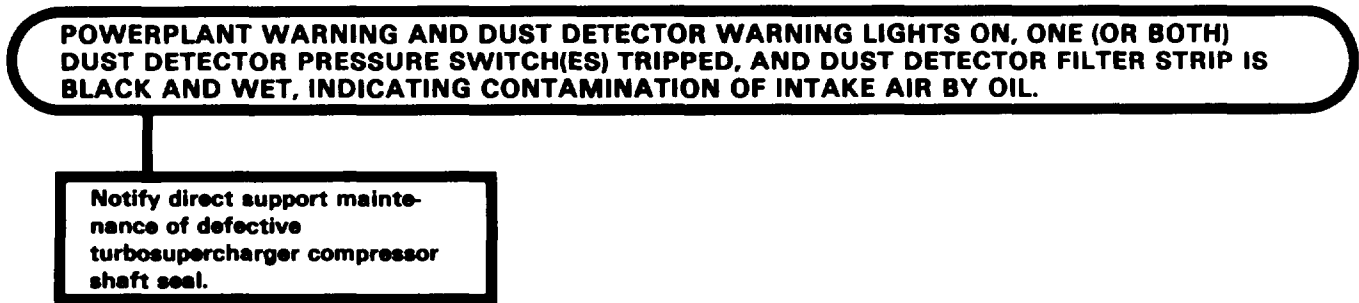 POWERPLANT WARNING AND DUST DETECTOR WARNING LIGHTS ON, ONE (OR BOTH)
DUST DETECTOR PRESSURE SWITCH(ES) TRIPPED, AND DUST DETECTOR FILTER STRIP IS
BLACK AND WET, INDICATING CONTAMINATION OF INTAKE AIR BY OIL.
Notify direct support mainte-
nance of defective
turbosupercharger compressor
shaft seal.